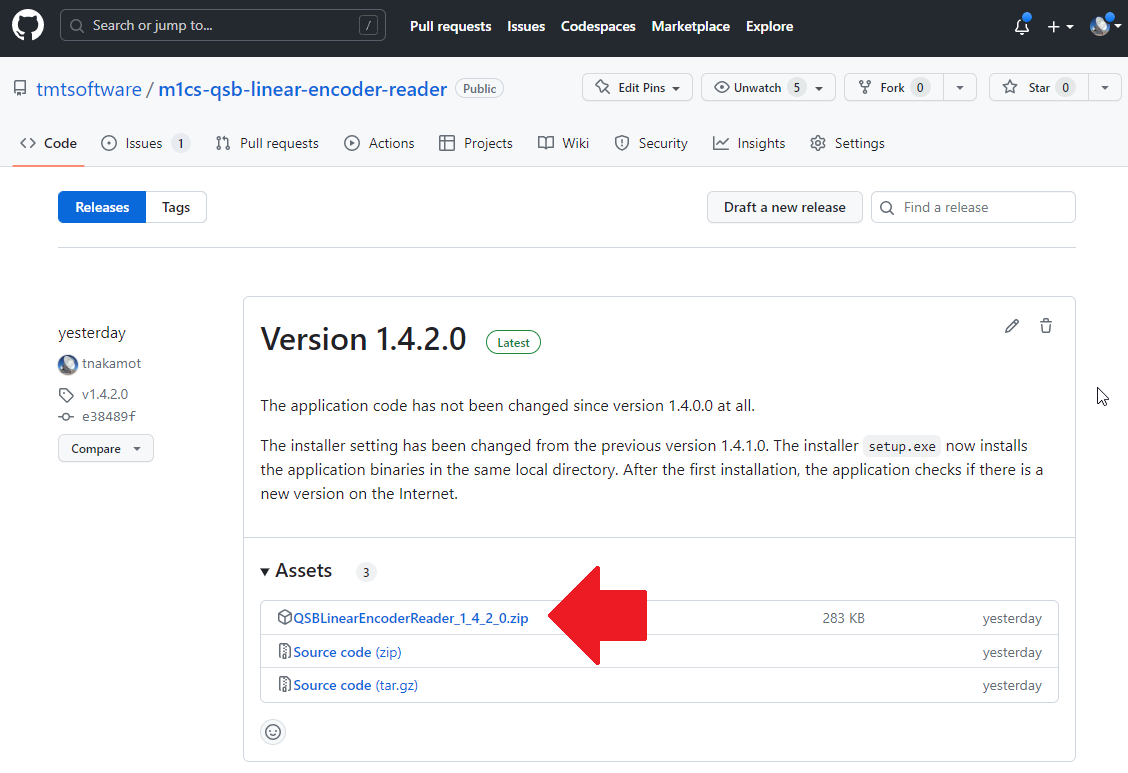 Search or jump to... /
Pull requests Issues Codespaces Marketplace Explore
tmtsoftware / m1cs-qsb-linear-encoder-reader Public
Edit Pins Unwatch 5 Fork 0 Star 0
Code Issues 1 Pull requests Actions Projects Wiki Security Insights Settings
Releases Tags
Draft a new release Find a release
yesterday
tnakamot
v1.4.2.0
e38489f
Compare
Version 1.4.2.0 Latest
The application code has not been changed since version 1.4.0.0 at all.
The installer setting has been changed from the previous version 1.4.1.0. The installer setup.exe now installs
the application binaries in the same local directory. After the first installation, the application checks if there is a
new version on the Internet.
Assets 3
QSBLinearEncoderReader_1_4_2_0.zip 283 KB yesterday
Source code (zip) yesterday
Source code (tar.gz) yesterday